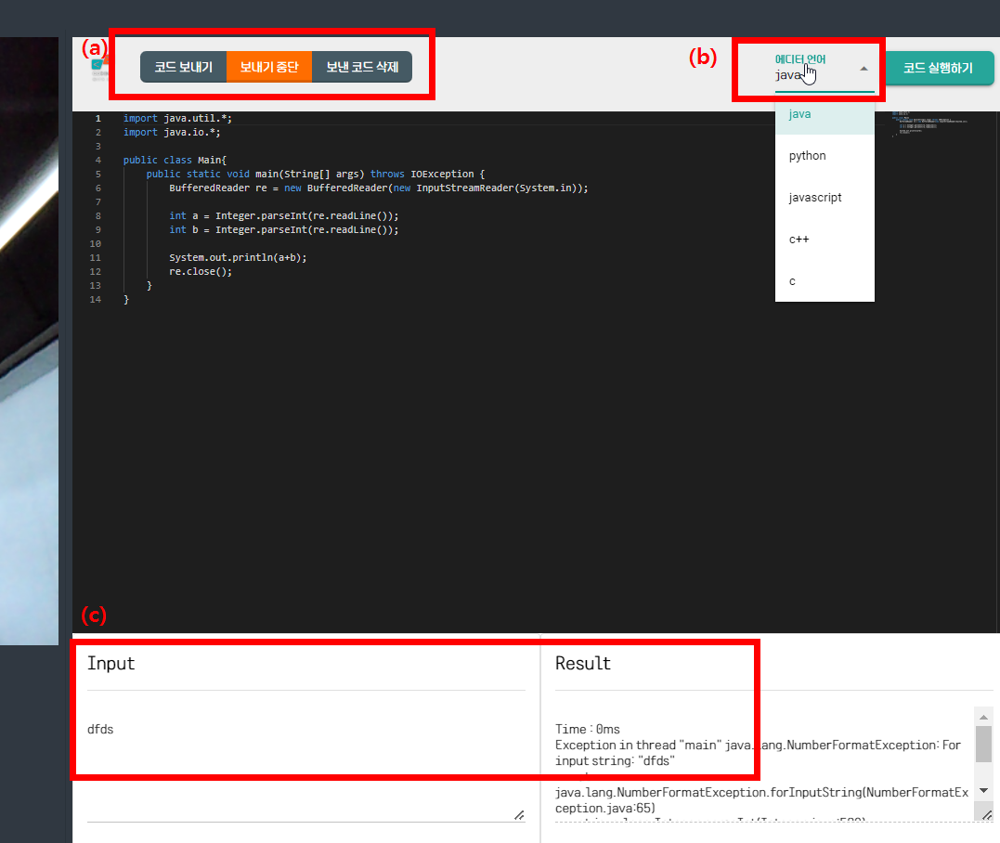 (a)
코드 보내기
보내기 중단
보낸 코드 삭제
(b)
에디터 언어
java
코드 실행하기
java
python
javascript
c++
c
1 import java.util.*;
2 import java.io.*;
3
4 public class Main{
5 public static void main(String[] args) throws IOException {
6 BufferedReader re = new BufferedReader(new InputStreamReader(System.in));
7
8 int a = Integer.parseInt(re.readLine());
9 int b = Integer.parseInt(re.readLine());
10
11 System.out.println(a+b);
12 re.close();
13 }
14 }
(c)
Input
dfds
Result
Time : 0ms
Exception in thread "main" java.lang.NumberFormatException: For
input string: "dfds"
java.lang.NumberFormatException.forInputString(NumberFormatEx
ception.java:65)